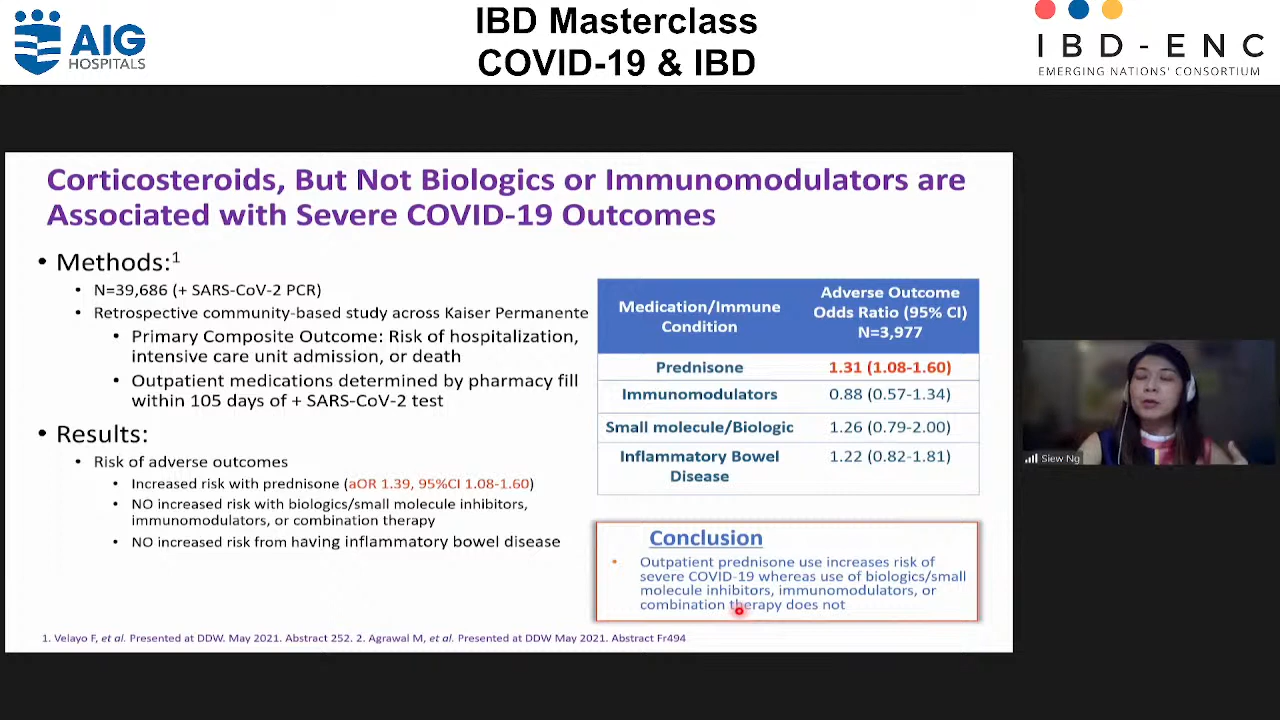 AIG
HOSPITALS
IBD Masterclass
COVID-19 & IBD
IBD-ENC
EMERGING NATIONS' CONSORTIUM
Corticosteroids, But Not Biologics or Immunomodulators are
Associated with Severe COVID-19 Outcomes
• Methods:1
• N=39,686 (+ SARS-CoV-2 PCR)
• Retrospective community-based study across Kaiser Permanente
• Primary Composite Outcome: Risk of hospitalization,
intensive care unit admission, or death
• Outpatient medications determined by pharmacy fill
within 105 days of + SARS-CoV-2 test
• Results:
• Risk of adverse outcomes
• Increased risk with prednisone (aOR 1.39, 95%CI 1.08-1.60)
• NO increased risk with biologics/small molecule inhibitors,
immunomodulators, or combination therapy
• NO increased risk from having inflammatory bowel disease
Medication/Immune
Condition
Adverse Outcome
Odds Ratio (95% CI)
N=3,977
Prednisone 1.31 (1.08-1.60)
Immunomodulators 0.88 (0.57-1.34)
Small molecule/Biologic 1.26 (0.79-2.00)
Inflammatory Bowel
Disease
1.22 (0.82-1.81)
Conclusion
• Outpatient prednisone use increases risk of
severe COVID-19 whereas use of biologics/small
molecule inhibitors, immunomodulators, or
combination therapy does not
1. Velayo F, et al. Presented at DDW. May 2021. Abstract 252. 2. Agrawal M, et al. Presented at DDW May 2021. Abstract Fr494
Siew Ng